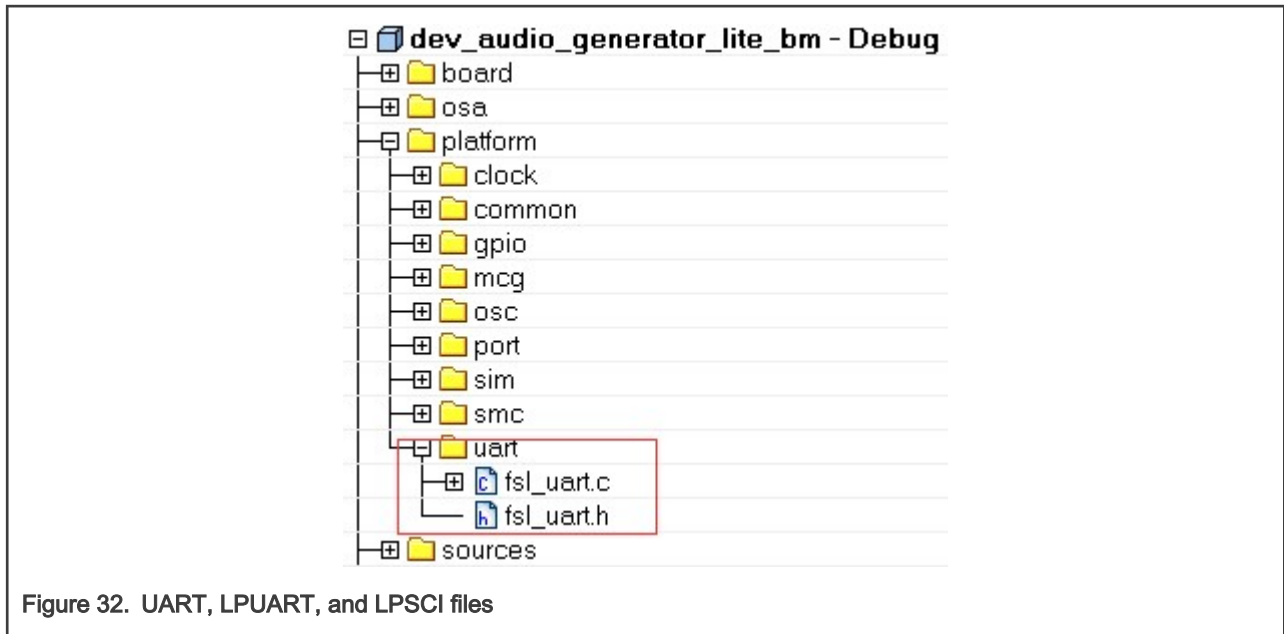 dev_audio_generator_lite_bm - Debug
board
osa
platform
clock
common
gpio
mcg
osc
port
sim
smc
uart
fsl_uart.c
fsl_uart.h
sources
Figure 32. UART, LPUART, and LPSCI files